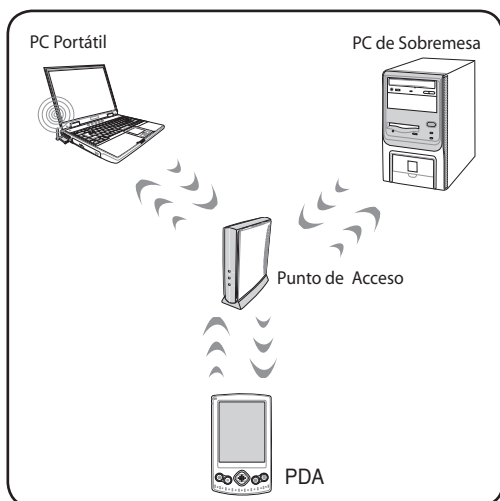 PC Portátil
PC de Sobremesa
Punto de Acceso
PDA